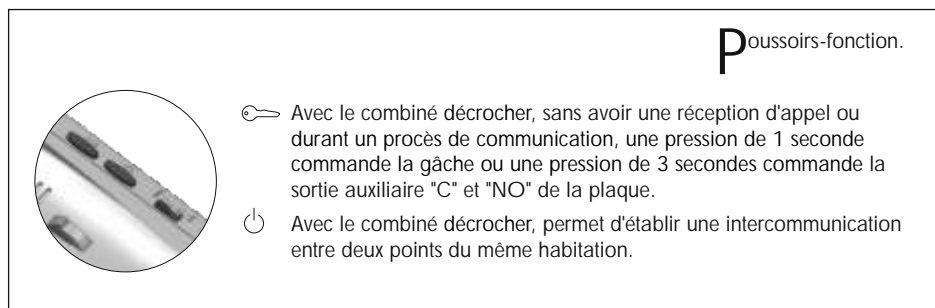 Poussoirs-fonction.
Avec le combiné décrocher, sans avoir une réception d'appel ou
durant un procès de communication, une pression de 1 seconde
commande la gâche ou une pression de 3 secondes commande la
sortie auxiliaire "C" et "NO" de la plaque.
Avec le combiné décrocher, permet d'établir une intercommunication
entre deux points du même habitation.